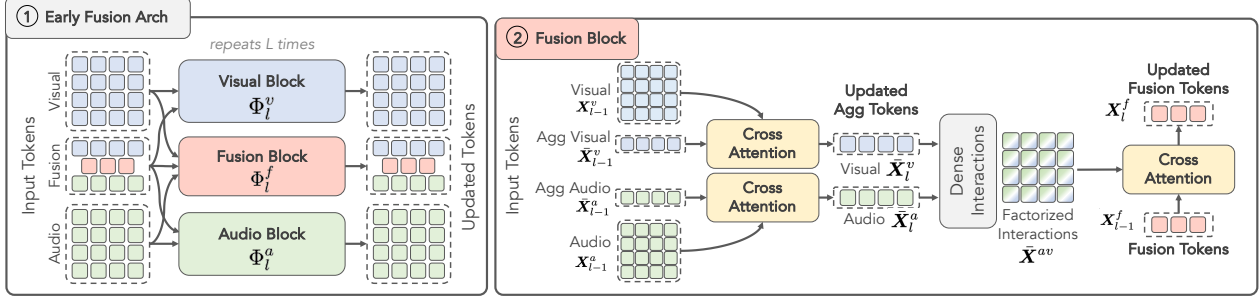 ① Early Fusion Arch
repeats L times
Input Tokens
Visual
Fusion
Audio
Visual Block
Φ_l^v
Fusion Block
Φ_l^f
Audio Block
Φ_l^a
Updated Tokens
② Fusion Block
Input Tokens
Visual
X_{l-1}^v
Agg Visual
X̄_{l-1}^v
Agg Audio
X̄_{l-1}^a
Audio
X_{l-1}^a
Cross
Attention
Cross
Attention
Updated
Agg Tokens
Visual X̄_l^v
Audio X̄_l^a
Dense
Interactions
Factorized
Interactions
X̄^{av}
Updated
Fusion Tokens
X_l^f
Cross
Attention
X_{l-1}^f
Fusion Tokens